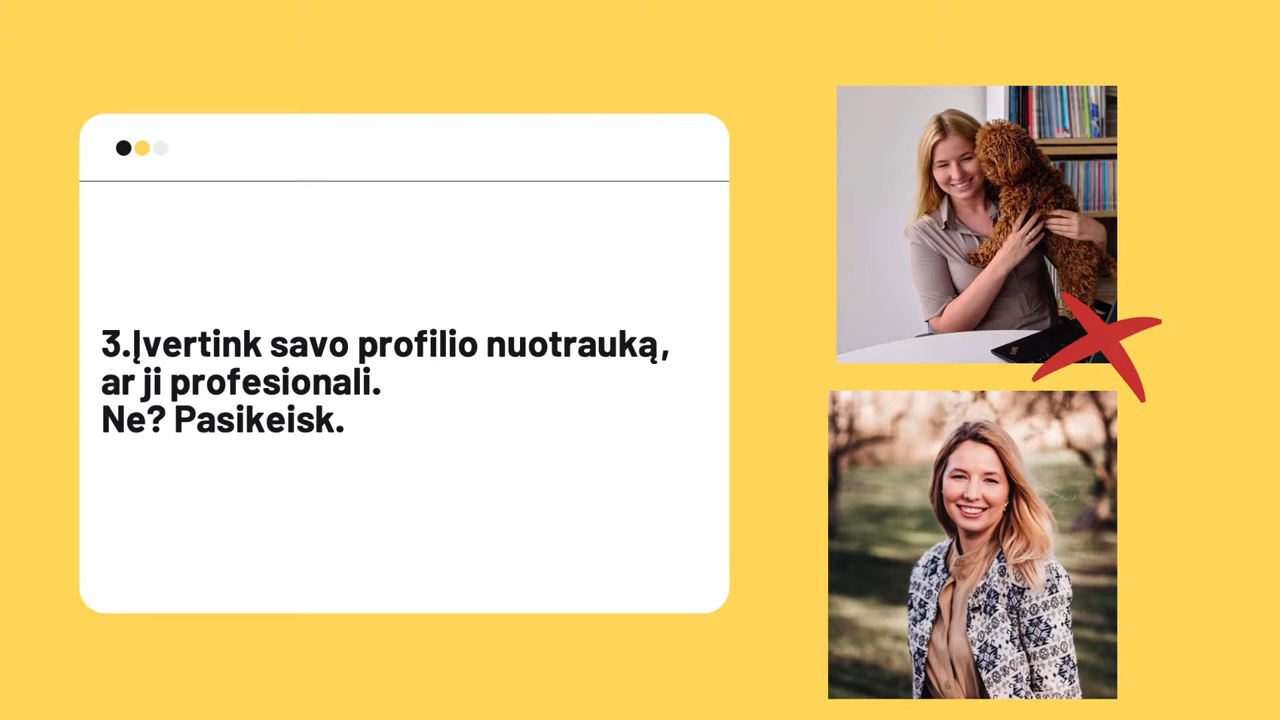 3.Įvertink savo profilio nuotrauką,
ar ji profesionali.
Ne? Pasikeisk.